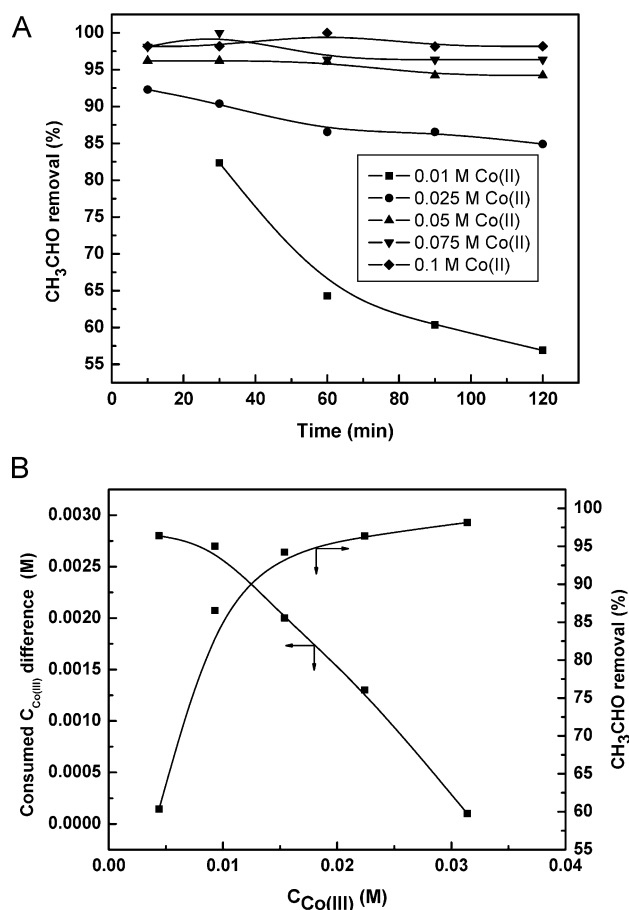 A
CH3CHO removal (%)
100
95
90
85
80
75
70
65
60
55
0.01 M Co(II)
0.025 M Co(II)
0.05 M Co(II)
0.075 M Co(II)
0.1 M Co(II)
0 20 40 60 80 100 120
Time (min)
B
Consumed CCo(III) difference (M)
0.0030
0.0025
0.0020
0.0015
0.0010
0.0005
0.0000
100
95
90
85
80
75
70
65
60
55
CH3CHO removal (%)
0.00 0.01 0.02 0.03 0.04
CCo(III) (M)